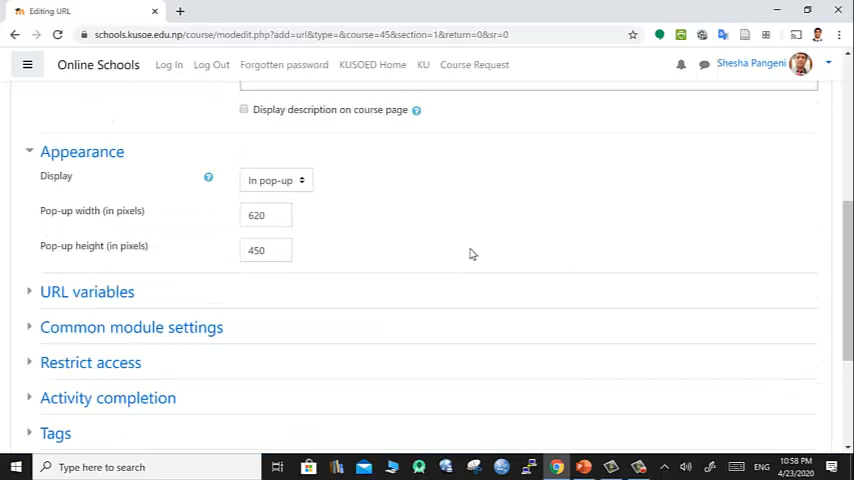 Editing URL
schools.kusoe.edu.np/course/modedit.php?add=url&type=&course=45&section=1&return=0&sr=0
Online Schools Log In Log Out Forgotten password KUSOED Home KU Course Request Shesha Pangeni
Display description on course page
Appearance
Display In pop-up
Pop-up width (in pixels) 620
Pop-up height (in pixels) 450
URL variables
Common module settings
Restrict access
Activity completion
Tags
Type here to search ENG 10:58 PM
4/23/2020